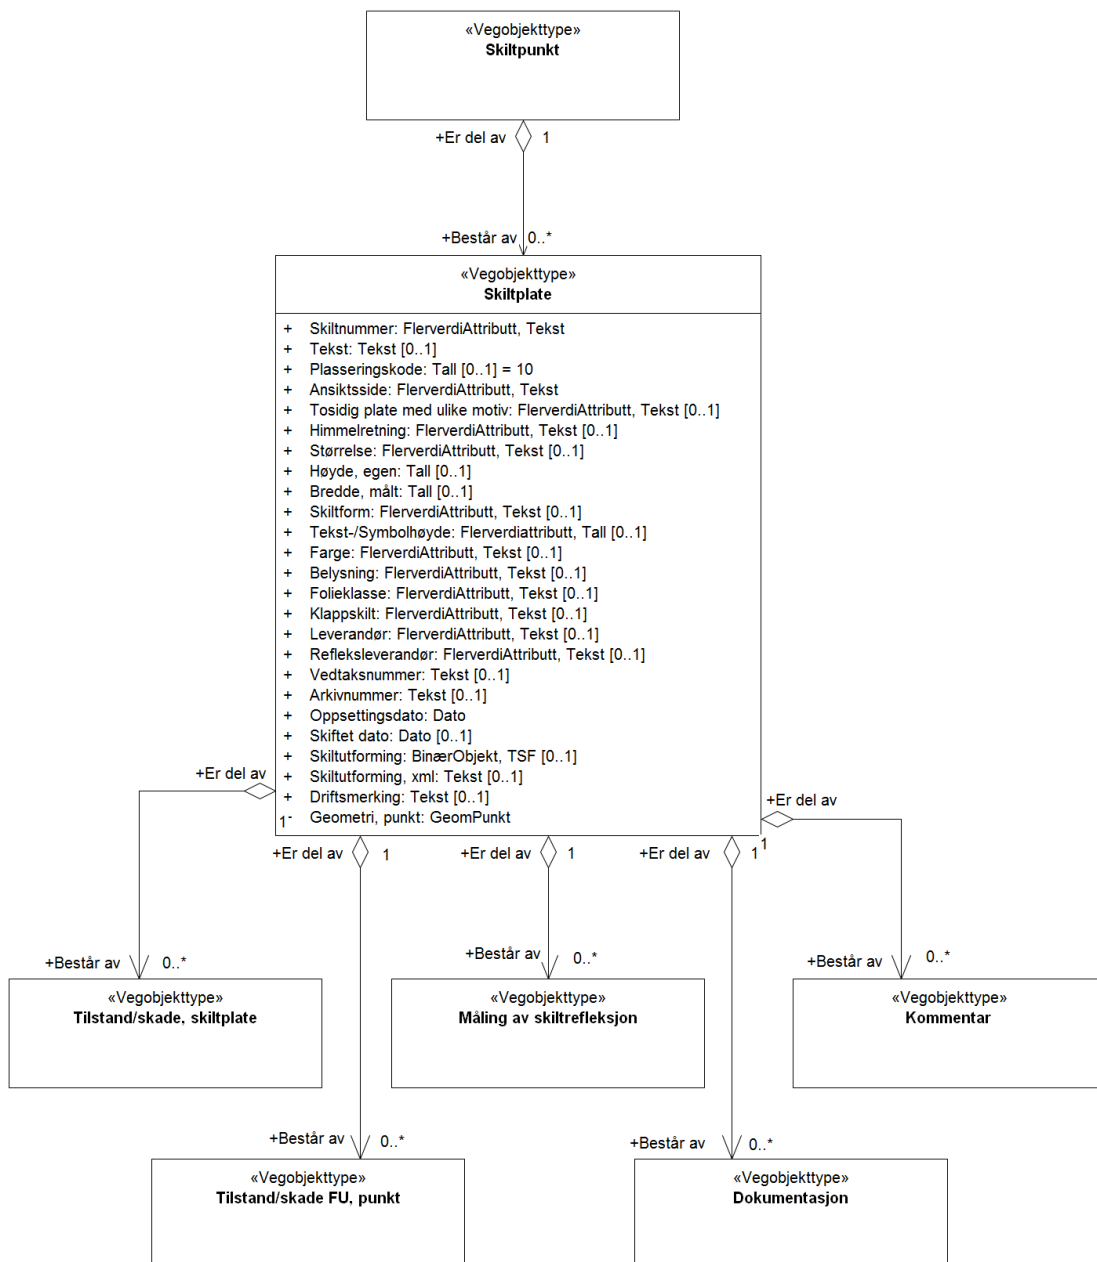 «Vegobjekttype»
Skiltpunkt
+Er del av 1
+Består av 0..*
«Vegobjekttype»
Skiltplate
+ Skiltnummer: FlerverdiAttributt, Tekst
+ Tekst: Tekst [0..1]
+ Plasseringskode: Tall [0..1] = 10
+ Ansiktsside: FlerverdiAttributt, Tekst
+ Tosidig plate med ulike motiv: FlerverdiAttributt, Tekst [0..1]
+ Himmelretning: FlerverdiAttributt, Tekst [0..1]
+ Størrelse: FlerverdiAttributt, Tekst [0..1]
+ Høyde, egen: Tall [0..1]
+ Bredde, målt: Tall [0..1]
+ Skiltform: FlerverdiAttributt, Tekst [0..1]
+ Tekst-/Symbolhøyde: Flerverdiattributt, Tall [0..1]
+ Farge: FlerverdiAttributt, Tekst [0..1]
+ Belysning: FlerverdiAttributt, Tekst [0..1]
+ Folieklasse: FlerverdiAttributt, Tekst [0..1]
+ Klappskilt: FlerverdiAttributt, Tekst [0..1]
+ Leverandør: FlerverdiAttributt, Tekst [0..1]
+ Refleksleverandør: FlerverdiAttributt, Tekst [0..1]
+ Vedtaksnummer: Tekst [0..1]
+ Arkivnummer: Tekst [0..1]
+ Oppsettingsdato: Dato
+ Skiftet dato: Dato [0..1]
+ Skiltutforming: BinærObjekt, TSF [0..1]
+ Skiltutforming, xml: Tekst [0..1]
+ Driftsmerking: Tekst [0..1]
- Geometri, punkt: GeomPunkt
+Er del av
1
+Er del av
1
+Er del av 1
+Er del av 1
+Er del av 1
+Består av 0..*
+Består av 0..*
+Består av 0..*
«Vegobjekttype»
Tilstand/skade, skiltplate
«Vegobjekttype»
Måling av skiltrefleksjon
«Vegobjekttype»
Kommentar
+Består av 0..*
+Består av 0..*
«Vegobjekttype»
Tilstand/skade FU, punkt
«Vegobjekttype»
Dokumentasjon